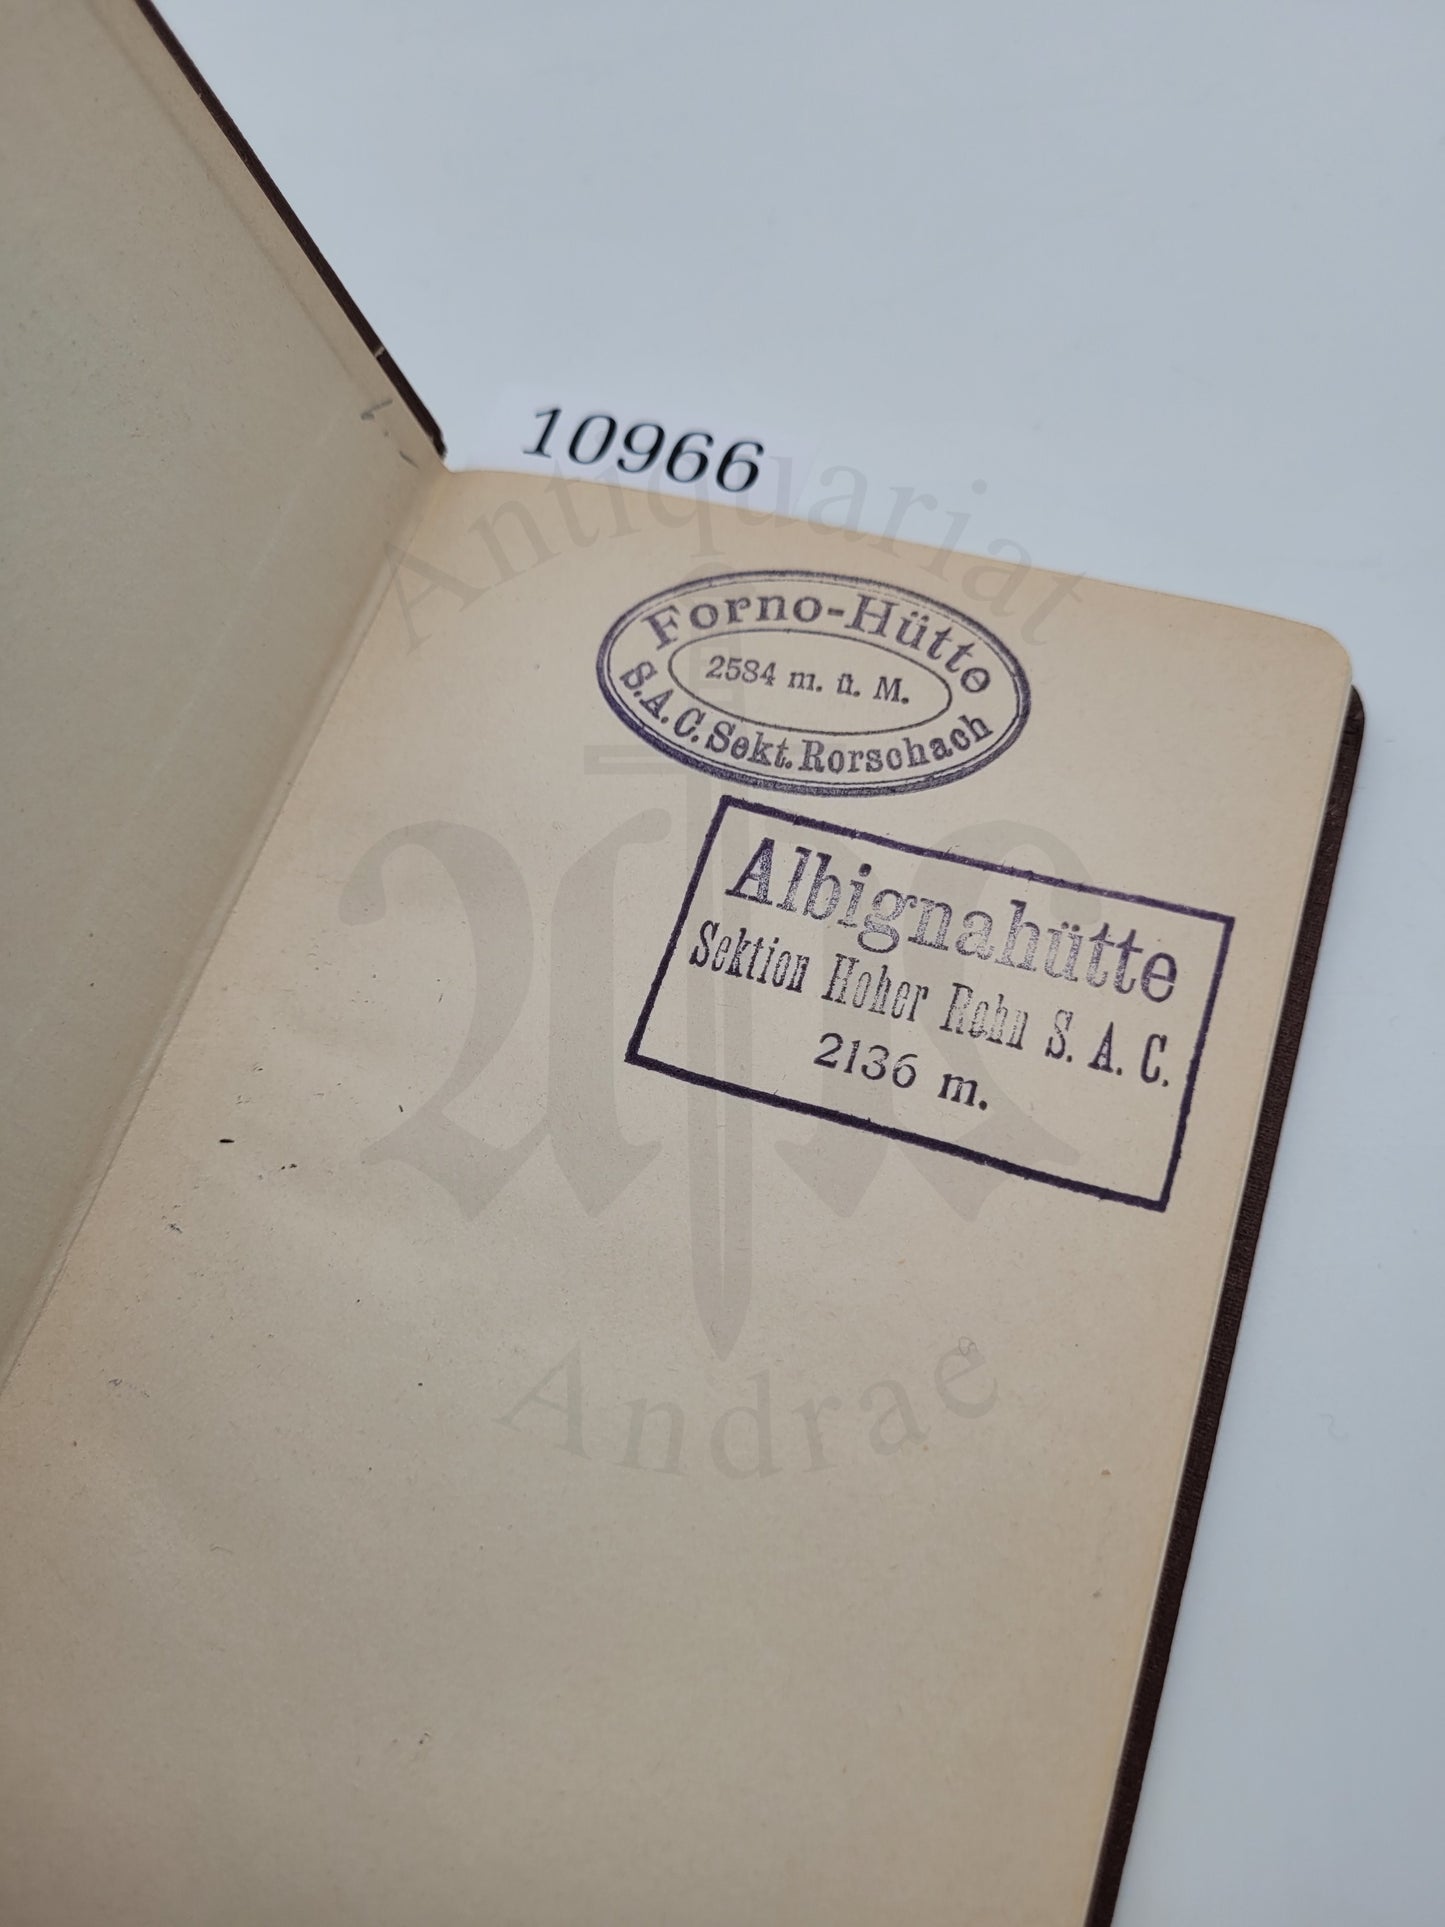 10966
Antiquariat
Forno-Hütte
2584 m. ü. M.
S.A.C. Sekt. Rorschach
Albignahütte
Sektion Hoher Rohn S. A. C.
2136 m.
Andrae